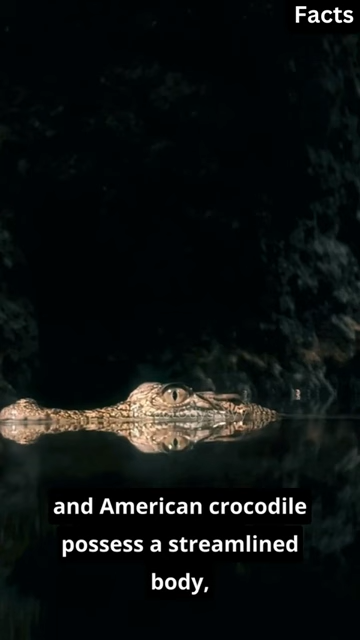 Facts
and American crocodile
possess a streamlined
body,